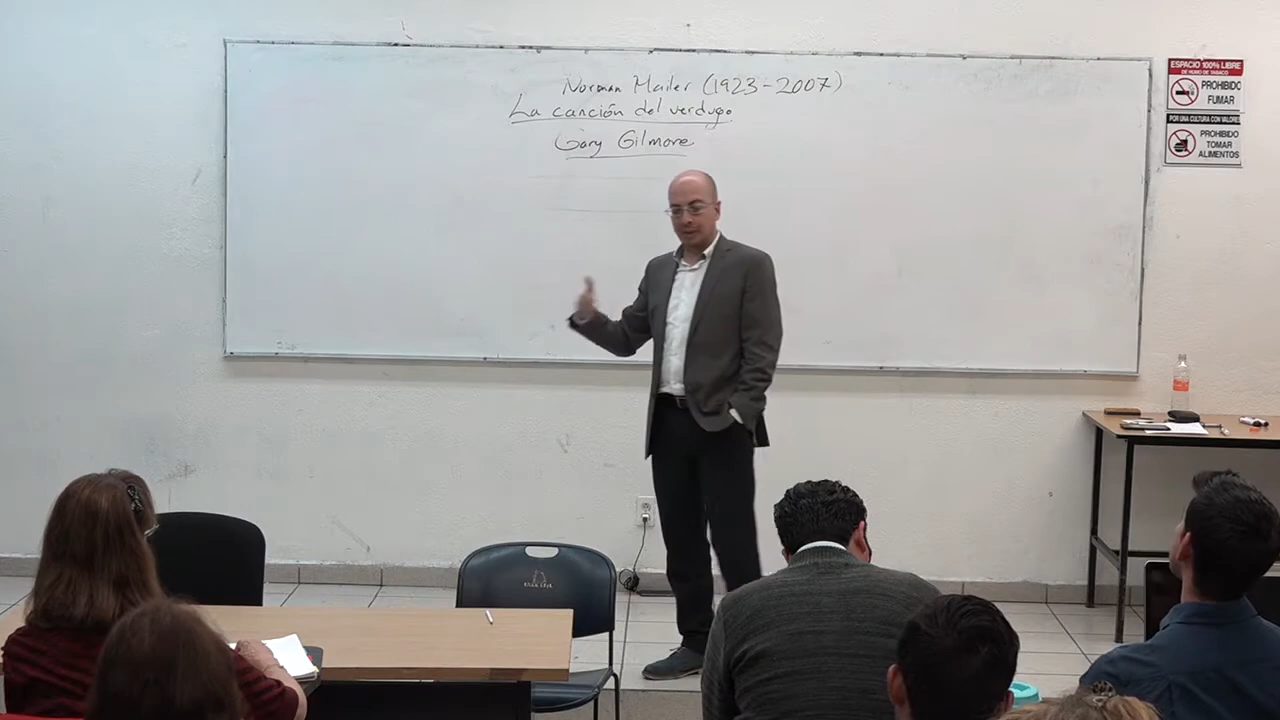 Norman Mailer (1923-2007)
La canción del verdugo
Gary Gilmore
ESPACIO 100% LIBRE
DE HUMO DE TABACO
PROHIBIDO
FUMAR
POR UNA CULTURA CON VALORES
PROHIBIDO
TOMAR
ALIMENTOS